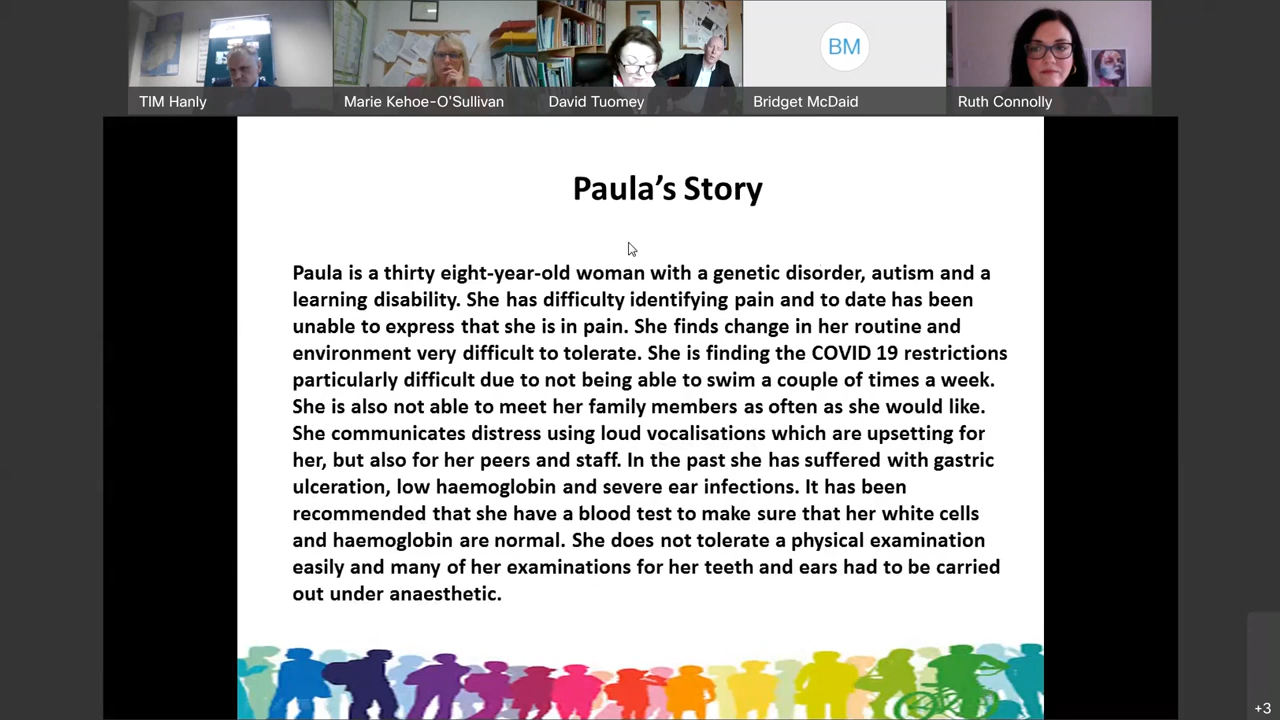 TIM Hanly
Marie Kehoe-O'Sullivan
David Tuomey
BM
Bridget McDaid
Ruth Connolly
Paula’s Story
Paula is a thirty eight-year-old woman with a genetic disorder, autism and a
learning disability. She has difficulty identifying pain and to date has been
unable to express that she is in pain. She finds change in her routine and
environment very difficult to tolerate. She is finding the COVID 19 restrictions
particularly difficult due to not being able to swim a couple of times a week.
She is also not able to meet her family members as often as she would like.
She communicates distress using loud vocalisations which are upsetting for
her, but also for her peers and staff. In the past she has suffered with gastric
ulceration, low haemoglobin and severe ear infections. It has been
recommended that she have a blood test to make sure that her white cells
and haemoglobin are normal. She does not tolerate a physical examination
easily and many of her examinations for her teeth and ears had to be carried
out under anaesthetic.
+3